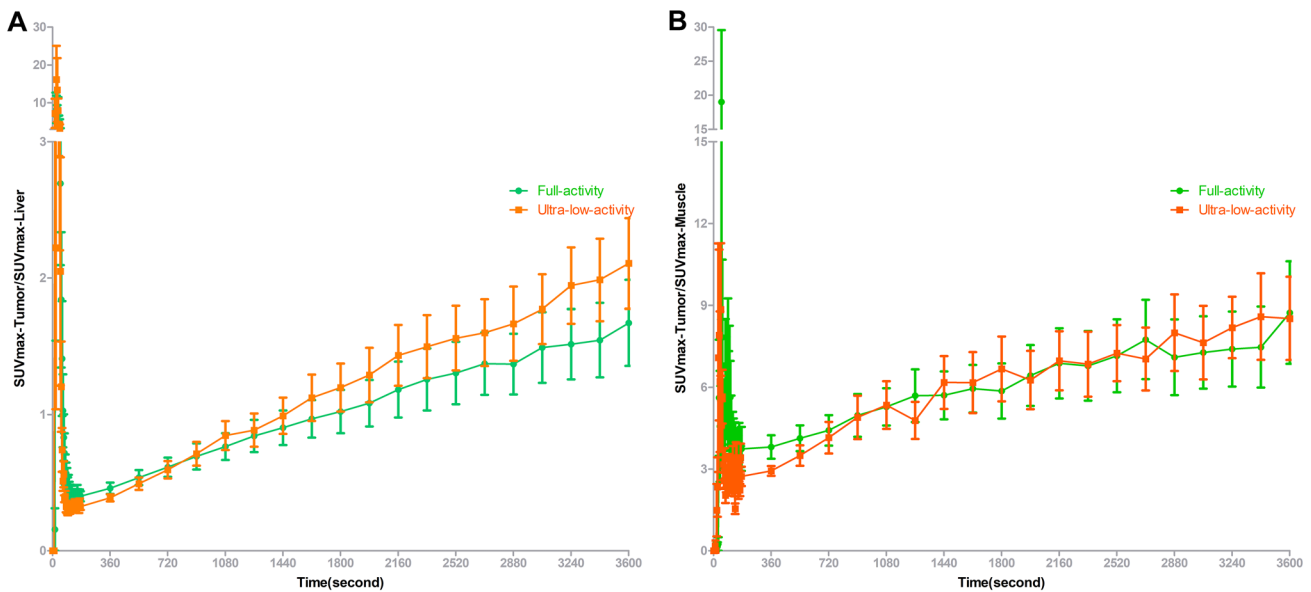 A
SUVmax-Tumor/SUVmax-Liver
30
20
10
3
2
1
0
Full-activity
Ultra-low-activity
0 360 720 1080 1440 1800 2160 2520 2880 3240 3600
Time(second)
B
SUVmax-Tumor/SUVmax-Muscle
30
25
20
15
15
12
9
6
3
0
Full-activity
Ultra-low-activity
0 360 720 1080 1440 1800 2160 2520 2880 3240 3600
Time(second)